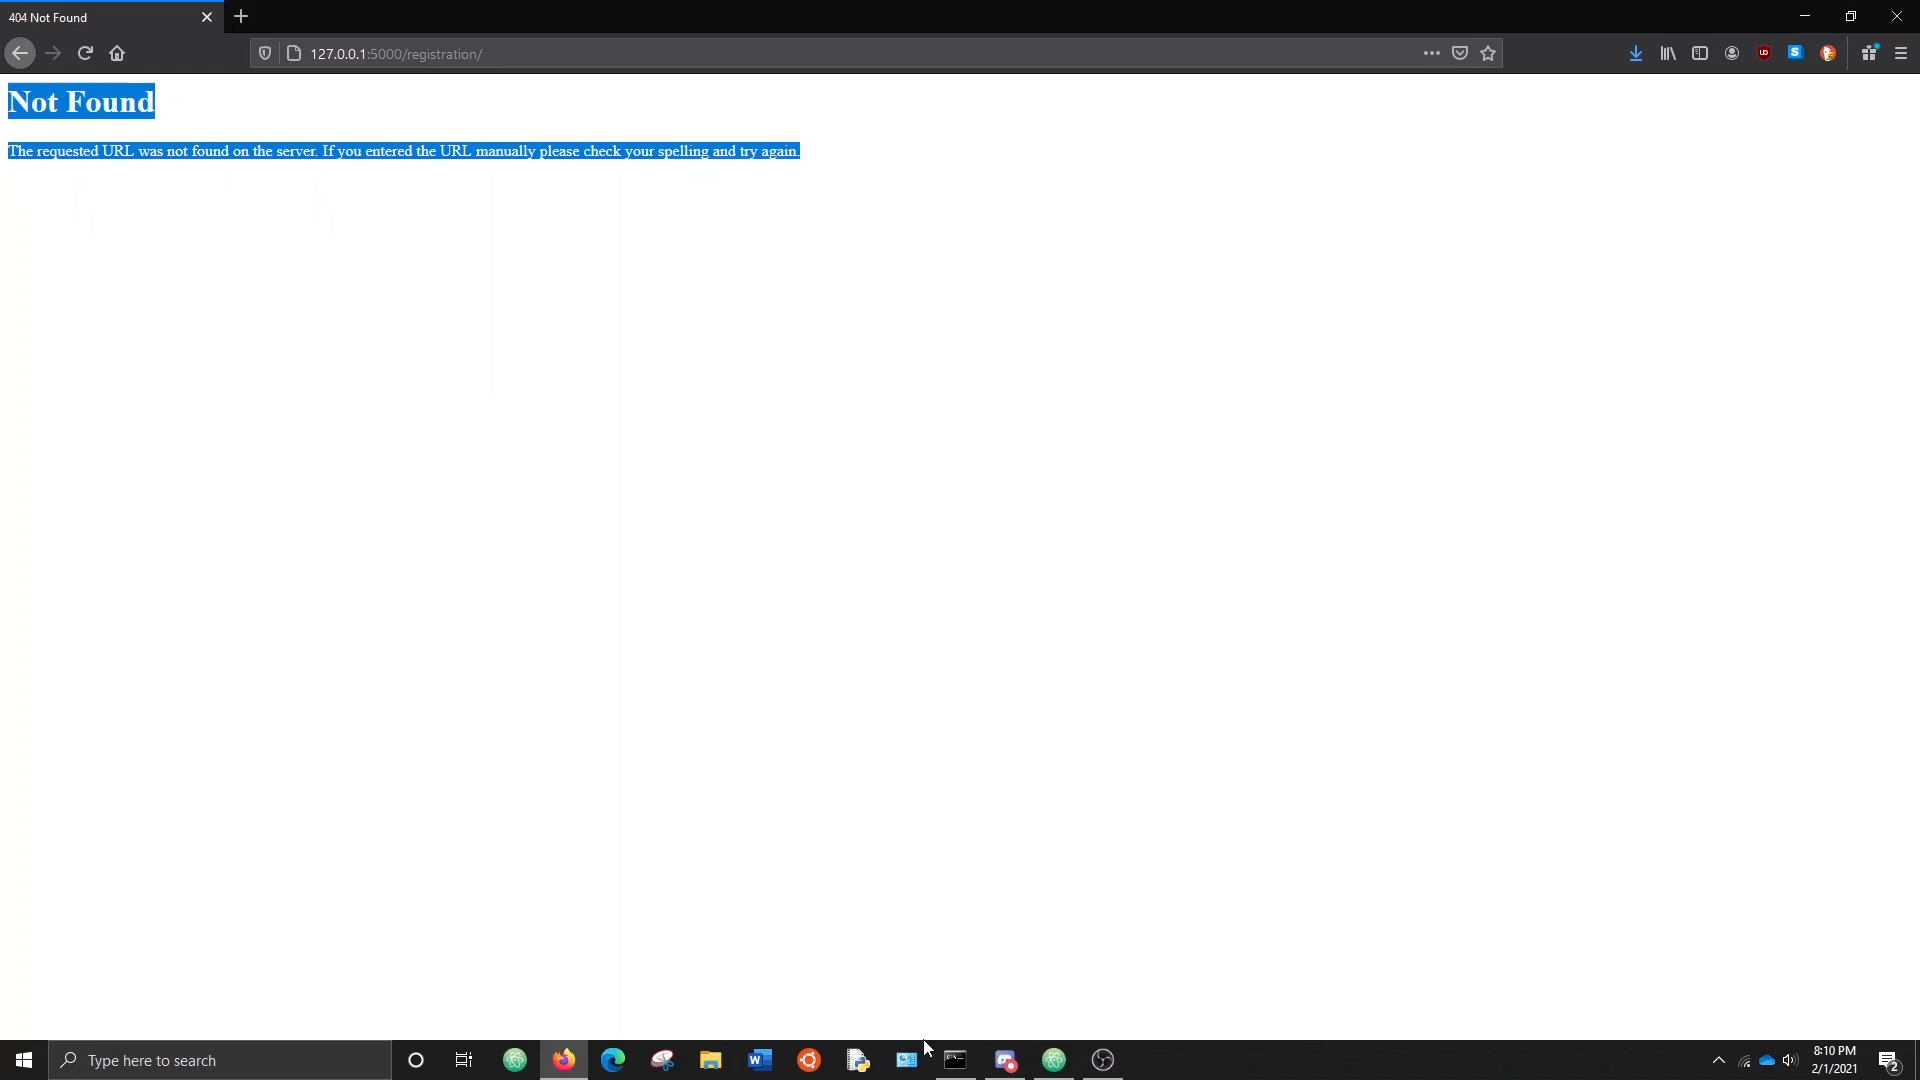 404 Not Found
127.0.0.1:5000/registration/
Not Found
The requested URL was not found on the server. If you entered the URL manually please check your spelling and try again.
Type here to search
8:10 PM
2/1/2021
2